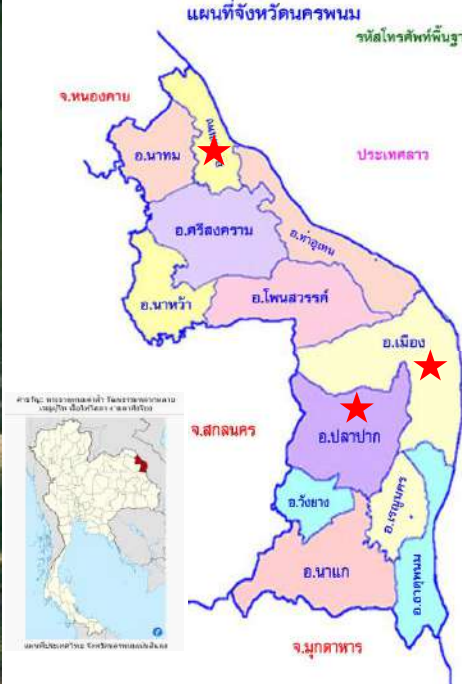 แผนที่จังหวัดนครพนม
รหัสโทรศัพท์พื้นฐา
จ.หนองคาย
อ.นาทม
ประเทศลาว
อ.ศรีสงคราม
อ.ท่าอุเทน
อ.นาหว้า
อ.โพนสวรรค์
อ.เมือง
จ.สกลนคร
อ.ปลาปาก
อ.วังยาง
อ.เรณูนคร
อ.นาแก
อ.ธาตุพนม
จ.มุกดาหาร